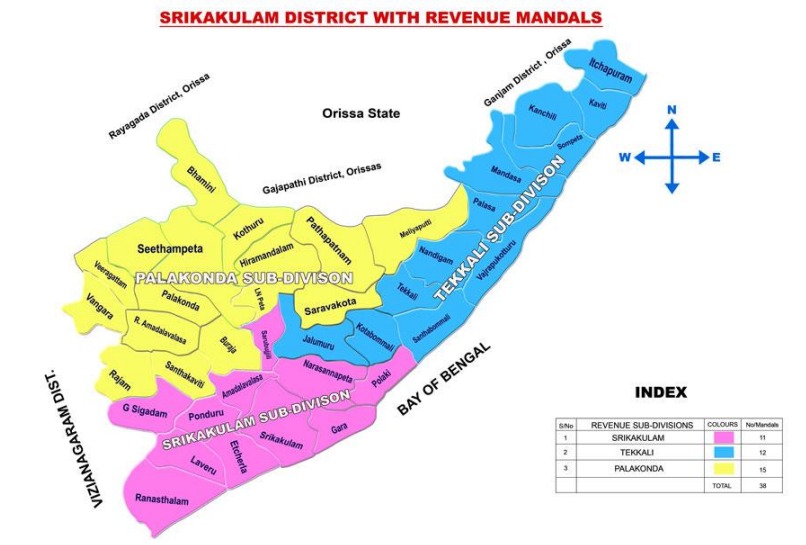 SRIKAKULAM DISTRICT WITH REVENUE MANDALS
Rayagada District, Orissa
Orissa State
Ganjam District , Orissa
Gajapathi District, Orissas
Itchapuram
Kaviti
Kanchili
Sompeta
Mandasa
Palasa
Vajrapukotturu
Nandigam
Tekkali
Santhabommali
Kotabommali
Jalumuru
TEKKALI SUB-DIVISON
Bhamini
Kothuru
Seethampeta
Pathapatnam
Meliyaputti
Hiramandalam
Veeragattam
PALAKONDA SUB-DIVISON
Palakonda
LN Peta
Saravakota
Vangara
R. Amadalavalasa
Buraja
Santhakaviti
Rajam
Sarubujjili
Narasannapeta
Polaki
Amadalavalasa
G Sigadam
Ponduru
SRIKAKULAM SUB-DIVISON
Gara
Srikakulam
Etcherla
Laveru
Ranasthalam
VIZIANAGARAM DIST.
BAY OF BENGAL
N
W E
S
INDEX
S/No REVENUE SUB-DIVISIONS COLOURS No/Mandals
1 SRIKAKULAM 11
2 TEKKALI 12
3 PALAKONDA 15
TOTAL 38